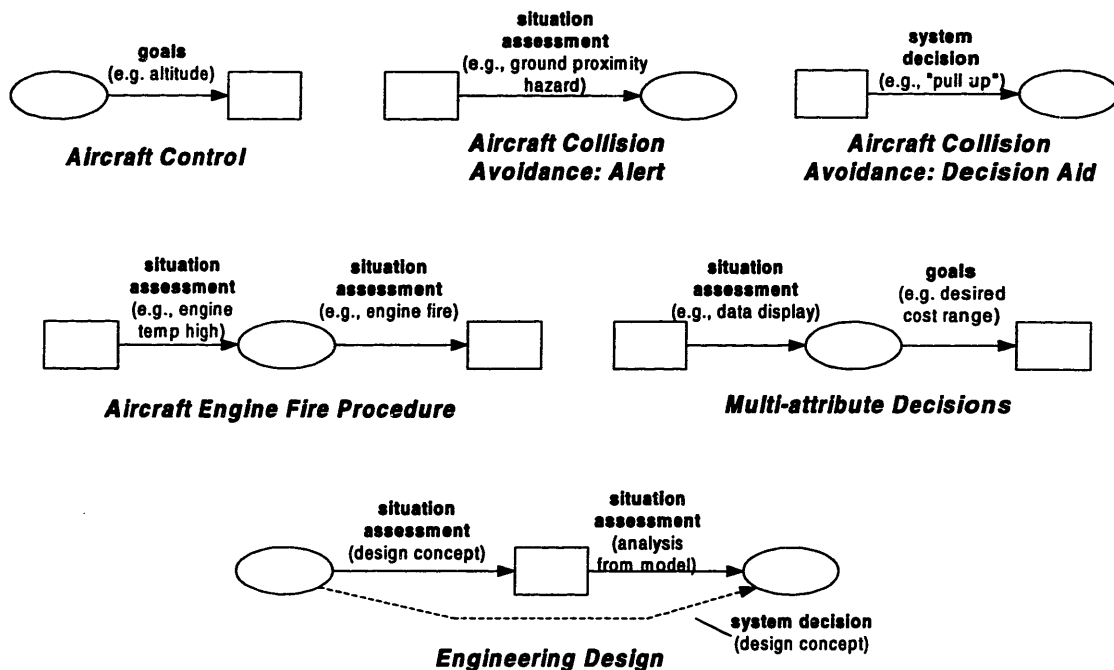 goals
(e.g. altitude)
Aircraft Control
situation
assessment
(e.g., ground proximity
hazard)
Aircraft Collision
Avoidance: Alert
system
decision
(e.g., "pull up")
Aircraft Collision
Avoidance: Decision Aid
situation
assessment
(e.g., engine
temp high)
situation
assessment
(e.g., engine fire)
Aircraft Engine Fire Procedure
situation
assessment
(e.g., data display)
goals
(e.g. desired
cost range)
Multi-attribute Decisions
situation
assessment
(design concept)
situation
assessment
(analysis
from model)
system decision
(design concept)
Engineering Design